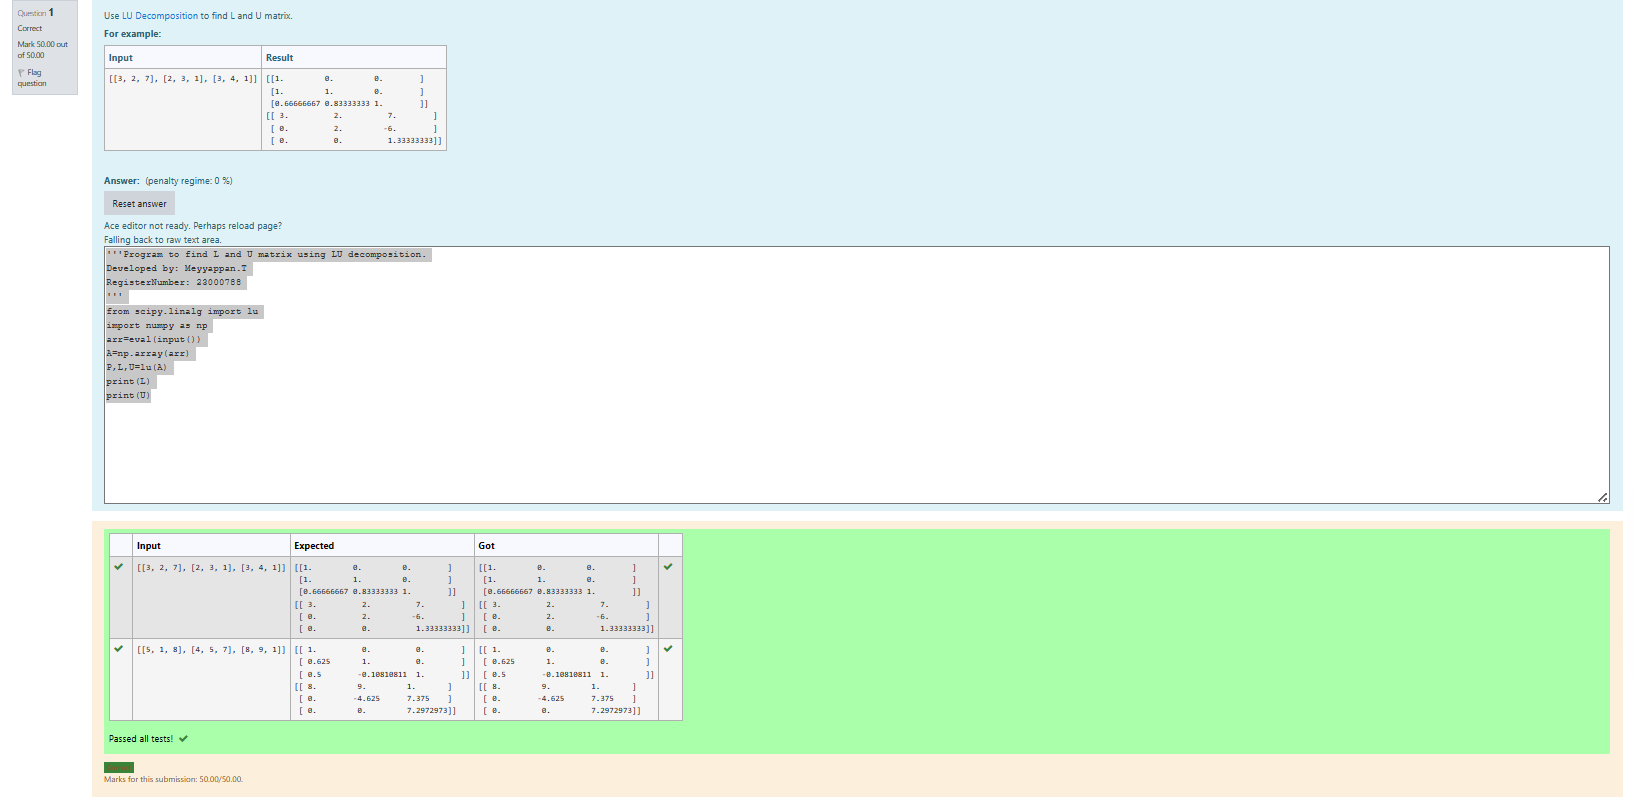 Question 1
Correct
Mark 50.00 out
of 50.00
Flag
question
Use LU Decomposition to find L and U matrix.
For example:
Input Result
[[3, 2, 7], [2, 3, 1], [3, 4, 1]] [[1. 0. 0. ]
[1. 1. 0. ]
[0.66666667 0.83333333 1. ]]
[[ 3. 2. 7. ]
[ 0. 2. -6. ]
[ 0. 0. 1.33333333]]
Answer: (penalty regime: 0 %)
Reset answer
Ace editor not ready. Perhaps reload page?
Falling back to raw text area.
'''Program to find L and U matrix using LU decomposition.
Developed by: Meyyappan.T
RegisterNumber: 23000788
'''
from scipy.linalg import lu
import numpy as np
arr=eval(input())
A=np.array(arr)
P,L,U=lu(A)
print(L)
print(U)
Input Expected Got
[[3, 2, 7], [2, 3, 1], [3, 4, 1]] [[1. 0. 0. ] [[1. 0. 0. ]
[1. 1. 0. ] [1. 1. 0. ]
[0.66666667 0.83333333 1. ]] [0.66666667 0.83333333 1. ]]
[[ 3. 2. 7. ] [[ 3. 2. 7. ]
[ 0. 2. -6. ] [ 0. 2. -6. ]
[ 0. 0. 1.33333333]] [ 0. 0. 1.33333333]]
[[5, 1, 8], [4, 5, 7], [8, 9, 1]] [[ 1. 0. 0. ] [[ 1. 0. 0. ]
[ 0.625 1. 0. ] [ 0.625 1. 0. ]
[ 0.5 -0.10810811 1. ]] [ 0.5 -0.10810811 1. ]]
[[ 8. 9. 1. ] [[ 8. 9. 1. ]
[ 0. -4.625 7.375 ] [ 0. -4.625 7.375 ]
[ 0. 0. 7.2972973]] [ 0. 0. 7.2972973]]
Passed all tests!
Marks for this submission: 50.00/50.00.